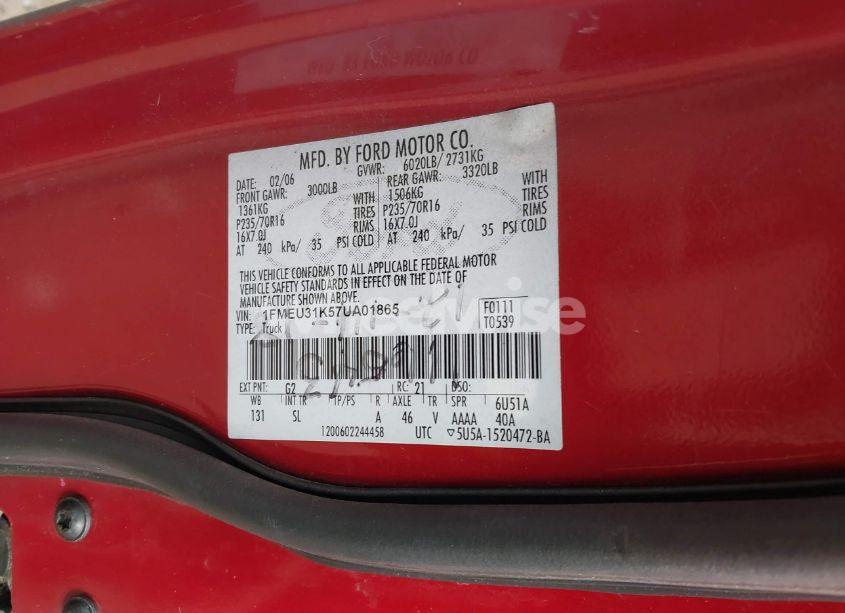 MFD. BY FORD MOTOR CO.
DATE: 02/06 GVWR: 6020LB/ 2731KG
FRONT GAWR: 3000LB REAR GAWR: 3320LB
1361KG WITH 1506KG WITH
P235/70R16 TIRES P235/70R16 TIRES
16X7.0J RIMS 16X7.0J RIMS
AT 240 kPa/ 35 PSI COLD AT 240 kPa/ 35 PSI COLD
THIS VEHICLE CONFORMS TO ALL APPLICABLE FEDERAL MOTOR
VEHICLE SAFETY STANDARDS IN EFFECT ON THE DATE OF
MANUFACTURE SHOWN ABOVE.
VIN: 1FMEU31K57UA01865 F0111
TYPE: Truck T0539
EXT PNT: G2 RC: 21 DSO:
WB INT TR TP/PS R AXLE TR SPR 6U51A
131 SL A 46 V AAAA 40A
1200602224458 UTC ▽5U5A-1520472-BA